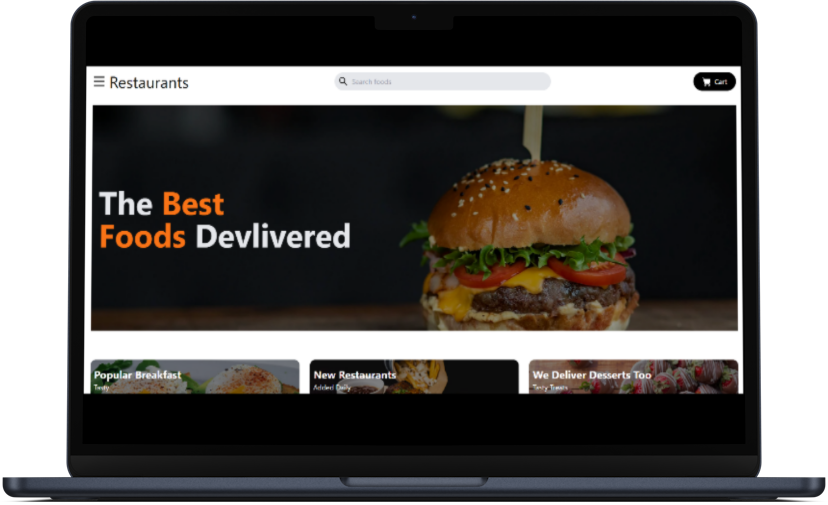 Restaurants
Search foods
Cart
The Best
Foods Devlivered
Popular Breakfast
Tasty
New Restaurants
Added Daily
We Deliver Desserts Too
Tasty Treats